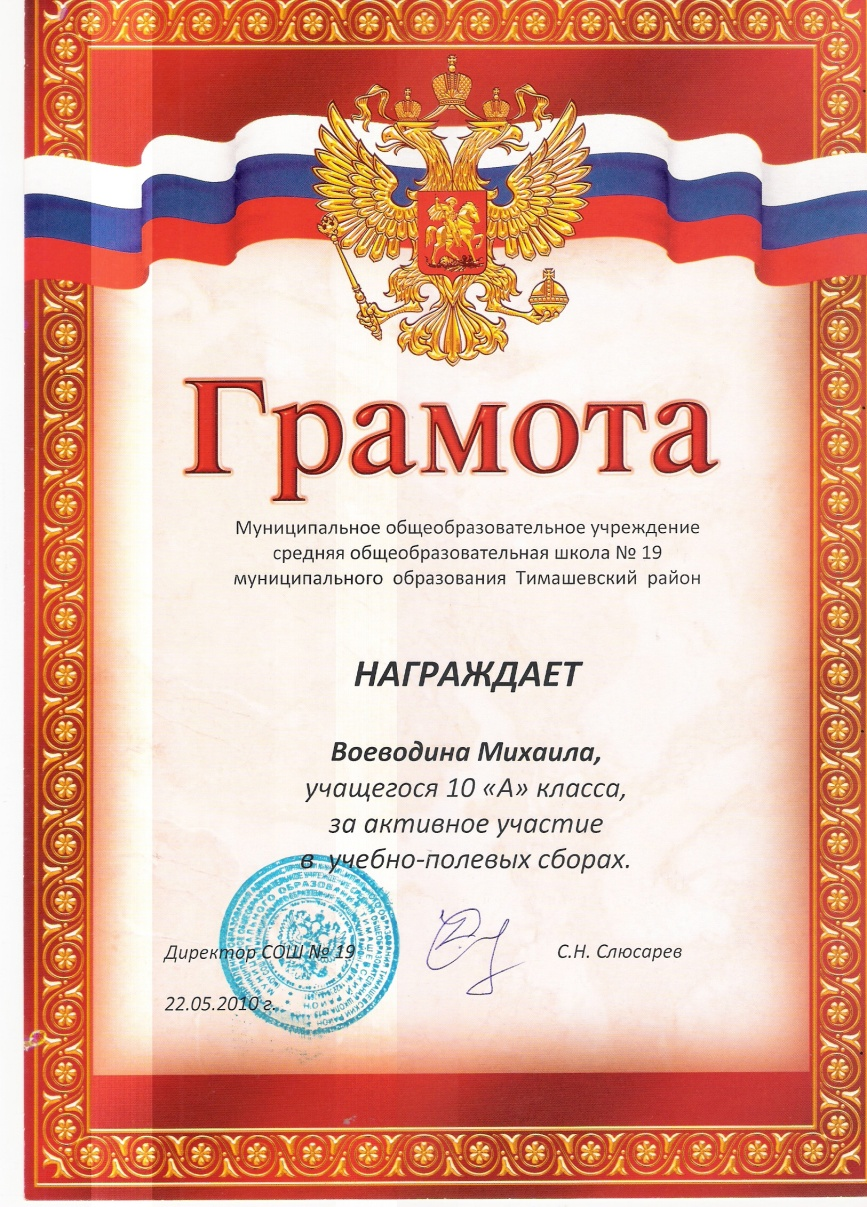 Грамота
Муниципальное общеобразовательное учреждение
средняя общеобразовательная школа № 19
муниципального образования Тимашевский район
НАГРАЖДАЕТ
Воеводина Михаила,
учащегося 10 «А» класса,
за активное участие
в учебно-полевых сборах.
Директор СОШ № 19 С.Н. Слюсарев
22.05.2010 г.